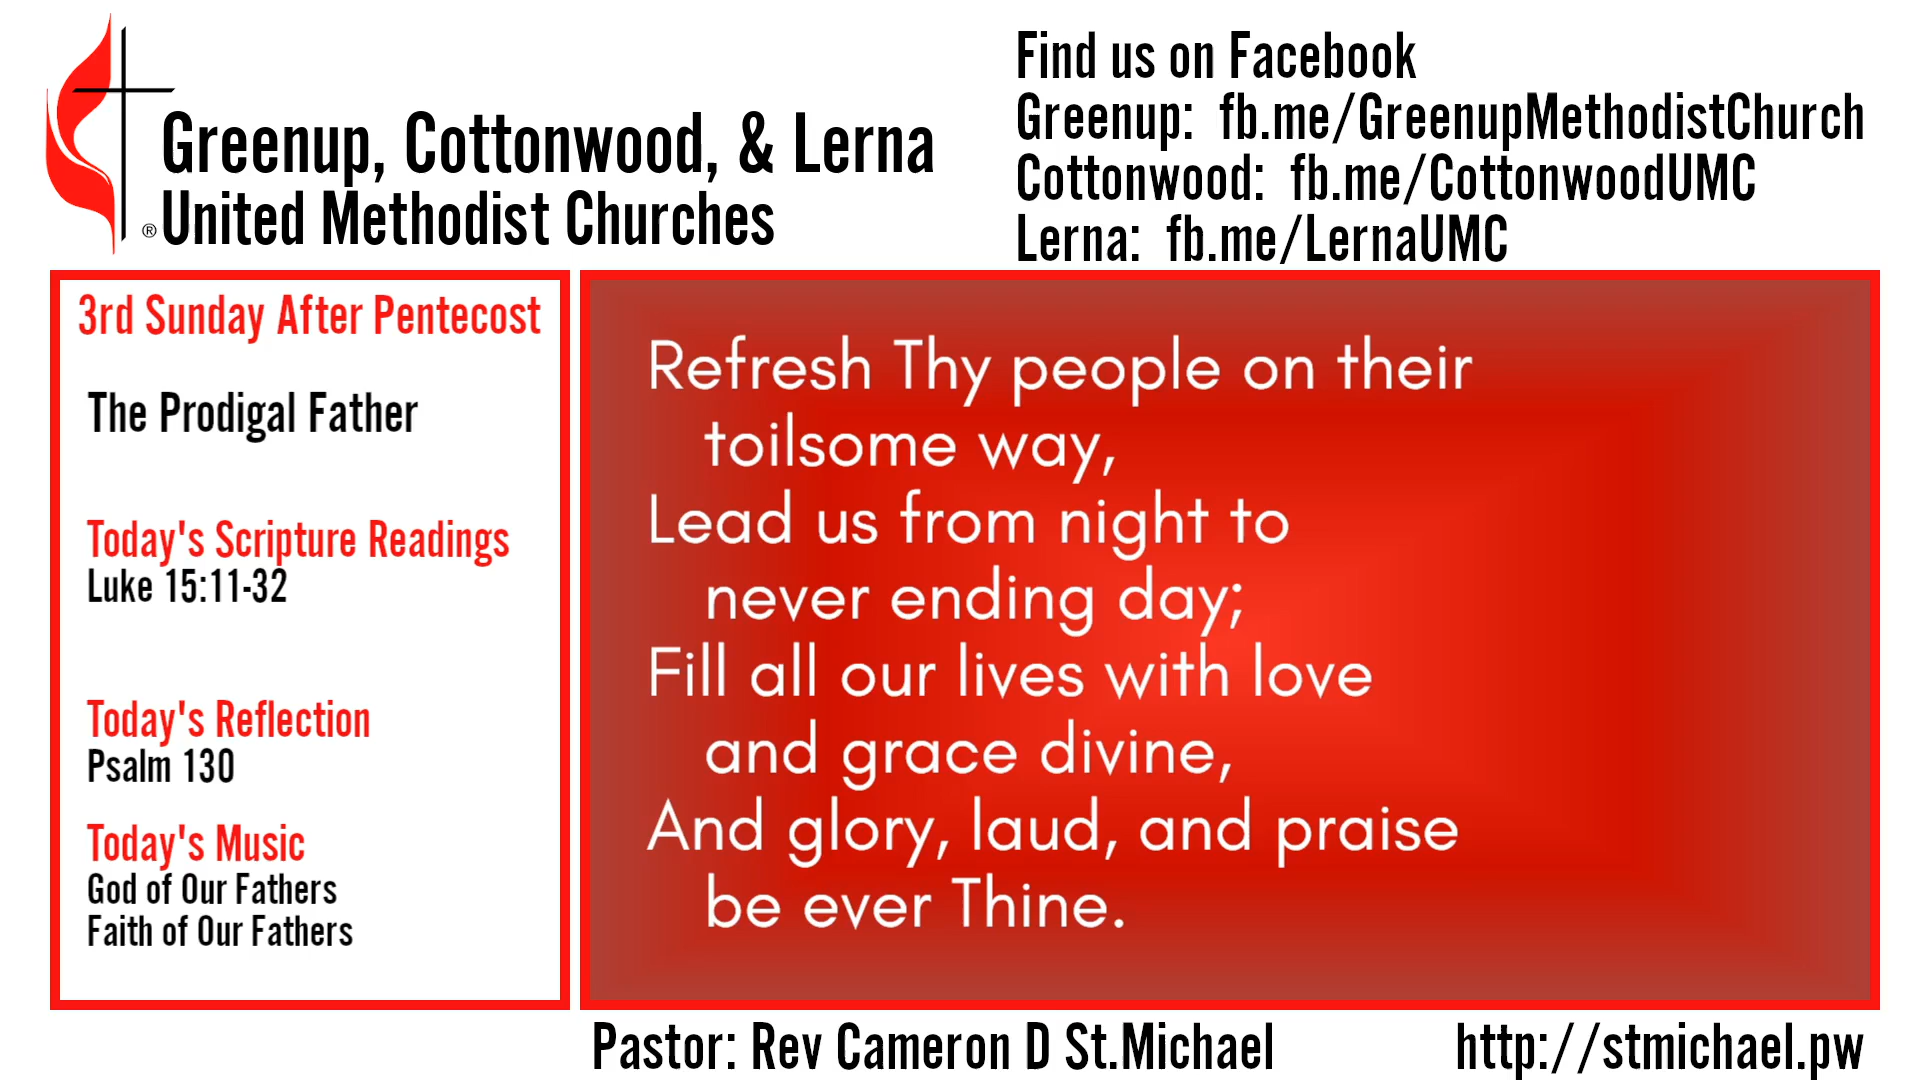 Greenup, Cottonwood, & Lerna
®United Methodist Churches
Find us on Facebook
Greenup: fb.me/GreenupMethodistChurch
Cottonwood: fb.me/CottonwoodUMC
Lerna: fb.me/LernaUMC
3rd Sunday After Pentecost
The Prodigal Father
Today's Scripture Readings
Luke 15:11-32
Today's Reflection
Psalm 130
Today's Music
God of Our Fathers
Faith of Our Fathers
Refresh Thy people on their
toilsome way,
Lead us from night to
never ending day;
Fill all our lives with love
and grace divine,
And glory, laud, and praise
be ever Thine.
Pastor: Rev Cameron D St.Michael
http://stmichael.pw